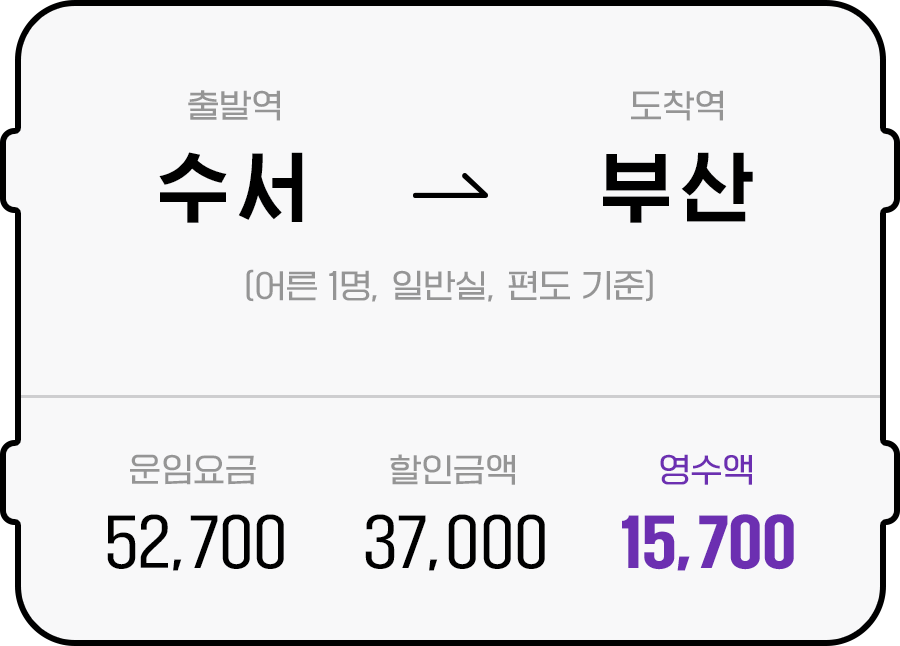 출발역 도착역
수서 부산
(어른 1명, 일반실, 편도 기준)
운임요금 할인금액 영수액
52,700 37,000 15,700